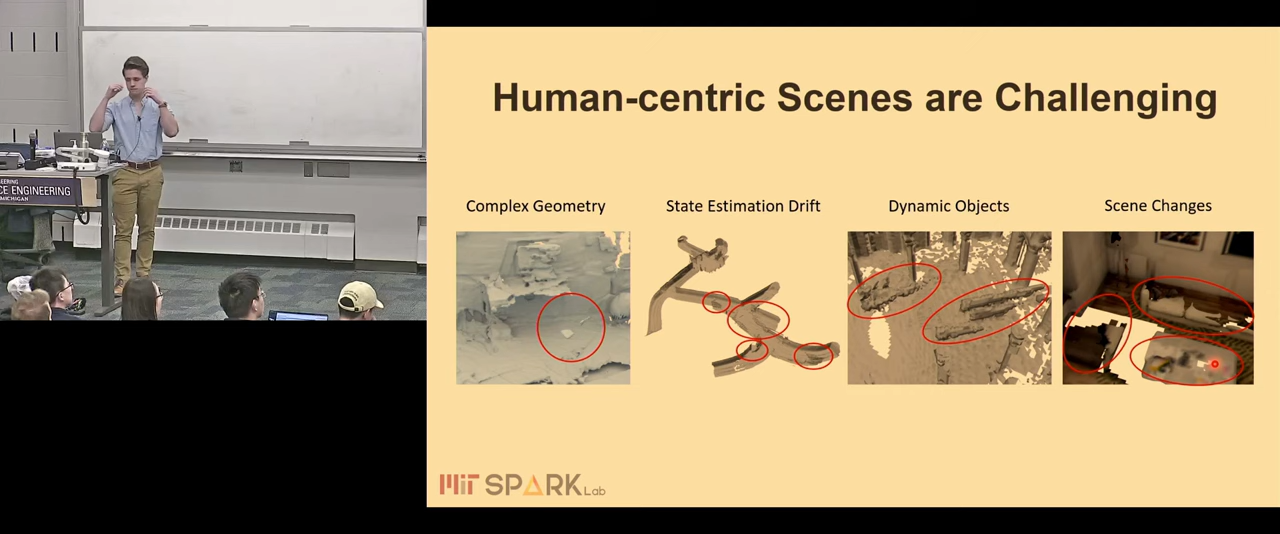 EERING
CE ENGINEERING
MICHIGAN
Human-centric Scenes are Challenging
Complex Geometry
State Estimation Drift
Dynamic Objects
Scene Changes
MIT SPARK Lab